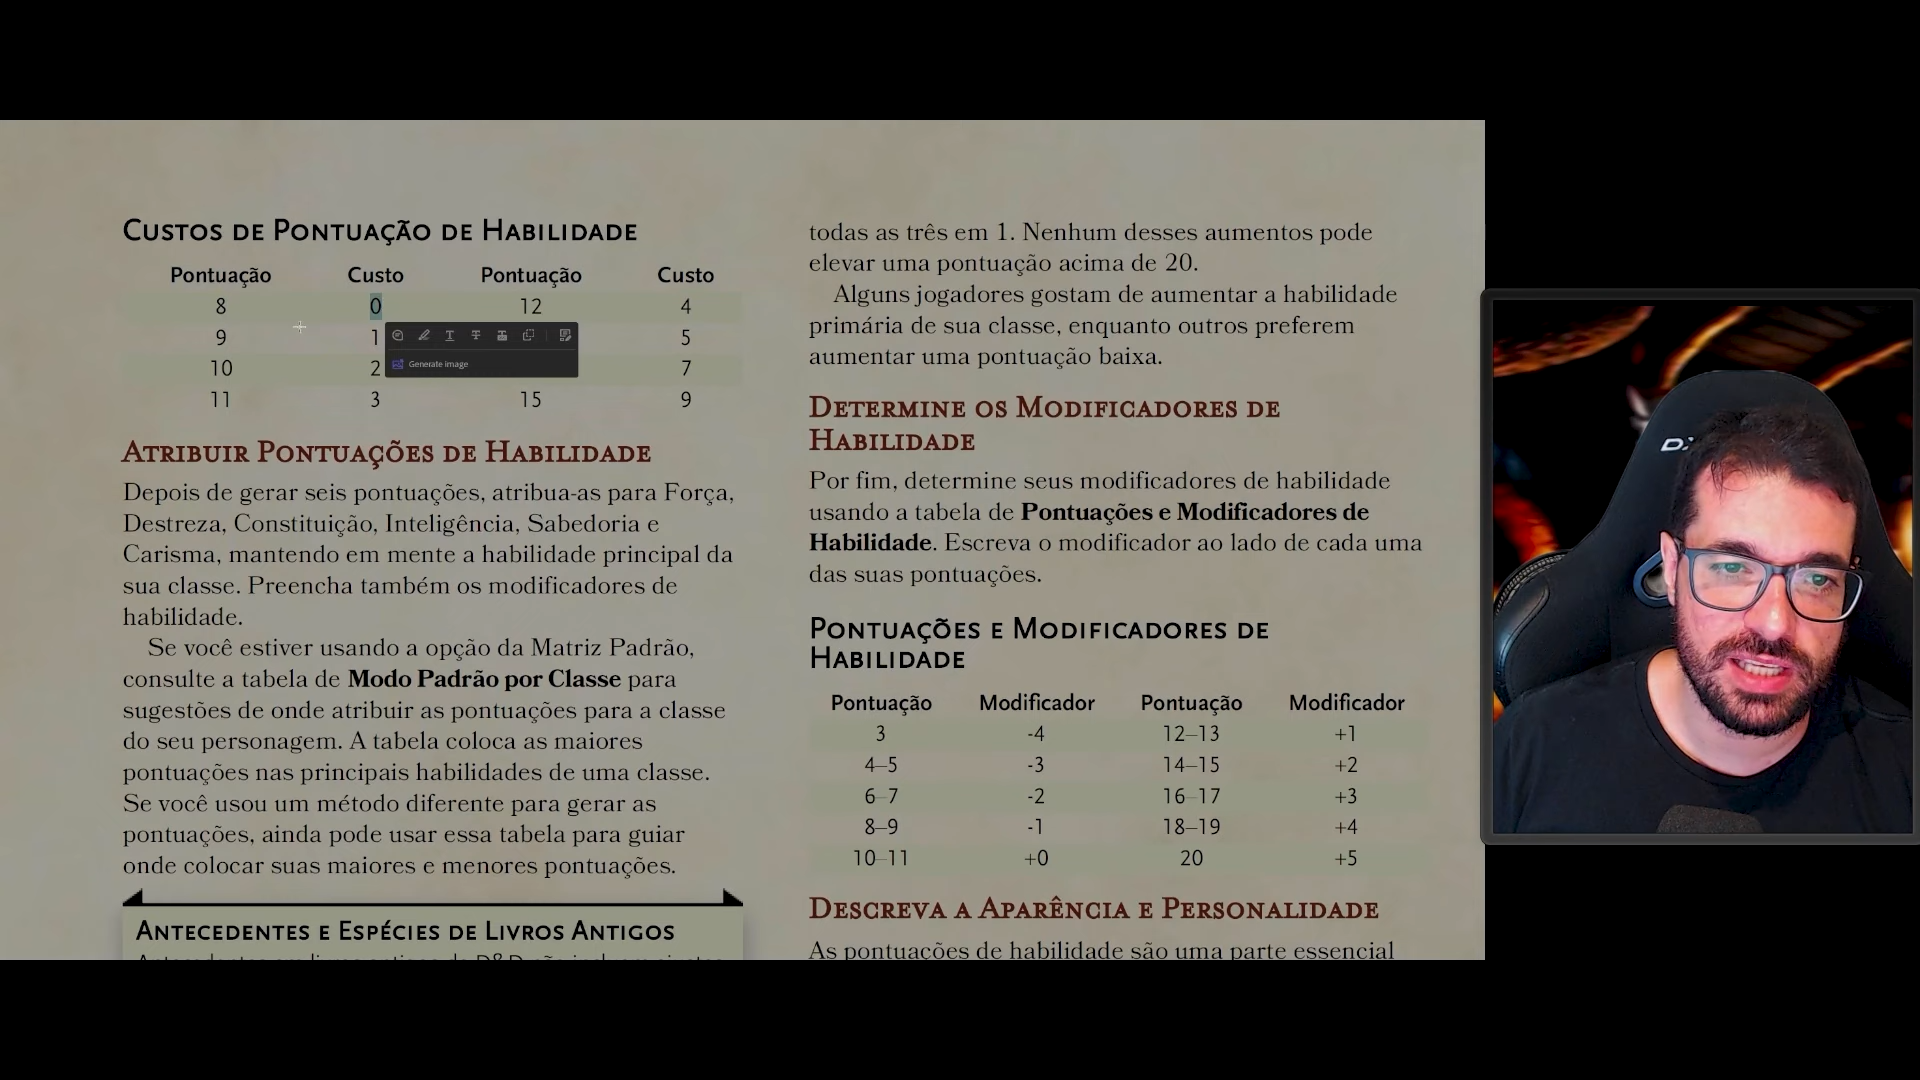 Custos de Pontuação de Habilidade
Pontuação Custo Pontuação Custo
8 0 12 4
9 1 5
10 2 7
11 3 15 9
Generate image
Atribuir Pontuações de Habilidade
Depois de gerar seis pontuações, atribua-as para Força,
Destreza, Constituição, Inteligência, Sabedoria e
Carisma, mantendo em mente a habilidade principal da
sua classe. Preencha também os modificadores de
habilidade.
Se você estiver usando a opção da Matriz Padrão,
consulte a tabela de Modo Padrão por Classe para
sugestões de onde atribuir as pontuações para a classe
do seu personagem. A tabela coloca as maiores
pontuações nas principais habilidades de uma classe.
Se você usou um método diferente para gerar as
pontuações, ainda pode usar essa tabela para guiar
onde colocar suas maiores e menores pontuações.
Antecedentes e Espécies de Livros Antigos
todas as três em 1. Nenhum desses aumentos pode
elevar uma pontuação acima de 20.
Alguns jogadores gostam de aumentar a habilidade
primária de sua classe, enquanto outros preferem
aumentar uma pontuação baixa.
Determine os Modificadores de
Habilidade
Por fim, determine seus modificadores de habilidade
usando a tabela de Pontuações e Modificadores de
Habilidade. Escreva o modificador ao lado de cada uma
das suas pontuações.
Pontuações e Modificadores de
Habilidade
Pontuação Modificador Pontuação Modificador
3 -4 12–13 +1
4–5 -3 14–15 +2
6–7 -2 16–17 +3
8–9 -1 18–19 +4
10–11 +0 20 +5
Descreva a Aparência e Personalidade
As pontuações de habilidade são uma parte essencial